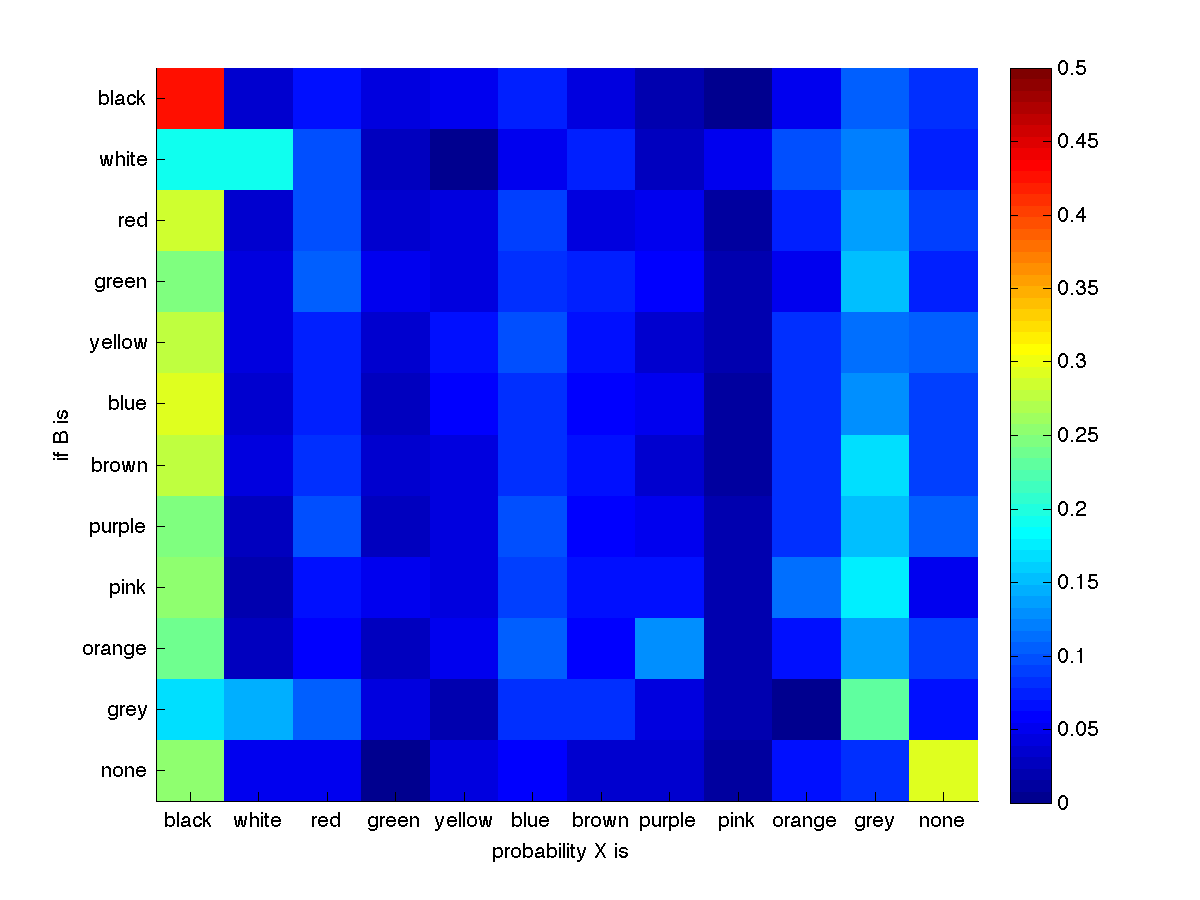 if B is
black
white
red
green
yellow
blue
brown
purple
pink
orange
grey
none
black white red green yellow blue brown purple pink orange grey none
probability X is
0.5
0.45
0.4
0.35
0.3
0.25
0.2
0.15
0.1
0.05
0